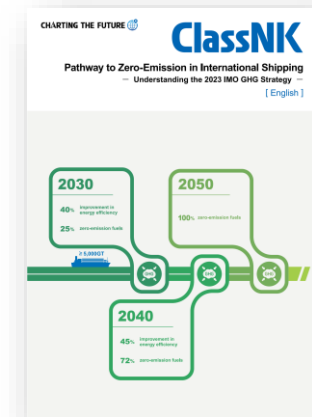 CHARTING THE FUTURE
ClassNK
Pathway to Zero-Emission in International Shipping
— Understanding the 2023 IMO GHG Strategy —
[ English ]
2030
40% improvement in
energy efficiency
25% zero-emission fuels
2050
100% zero-emission fuels
≥ 5,000GT
GHG
GHG
GHG
2040
45% improvement in
energy efficiency
72% zero-emission fuels